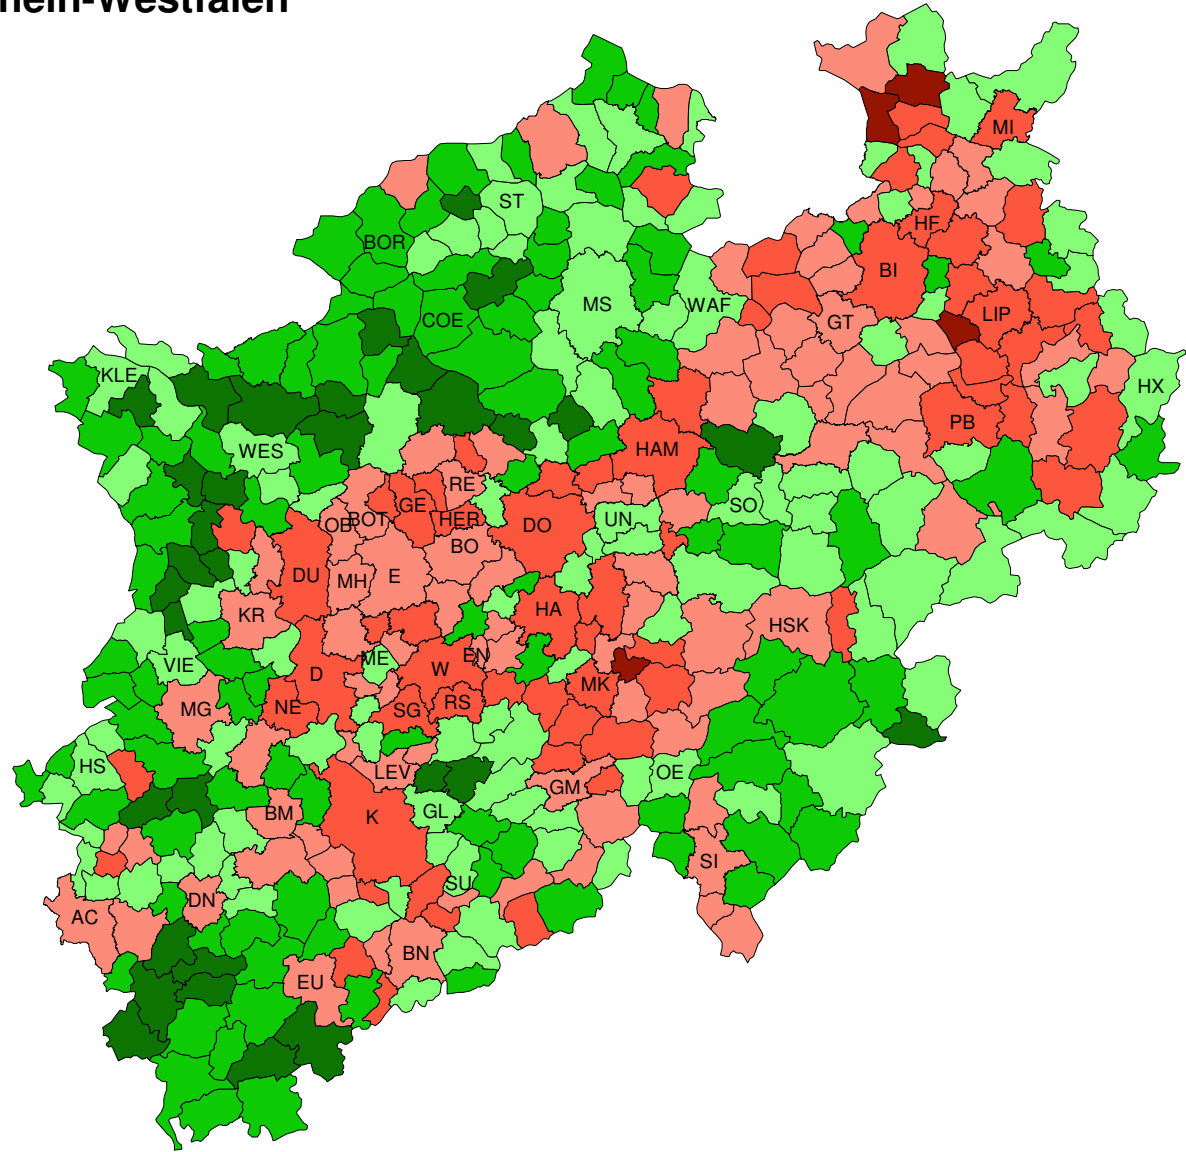 hein-Westfalen
MI
ST
HF
BOR
BI
MS
WAF
LIP
COE
GT
KLE
HX
PB
WES
HAM
RE
GE
SO
OB
BOT
HER
UN
DO
BO
DU
MH
E
HA
KR
HSK
EN
ME
VIE
W
D
MK
RS
MG
NE
SG
HS
LEV
OE
GM
BM
GL
K
SI
SU
DN
AC
BN
EU